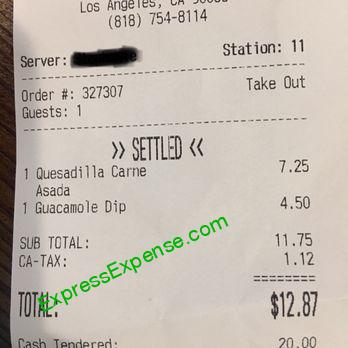 Los Angeles, CA
(818) 754-8114
Server:
Station: 11
Order #: 327307
Take Out
Guests: 1
>> SETTLED <<
1 Quesadilla Carne 7.25
Asada
1 Guacamole Dip 4.50
SUB TOTAL: 11.75
CA-TAX: 1.12
========
TOTAL: $12.87
ExpressExpense.com
Cash Tendered: 20.00